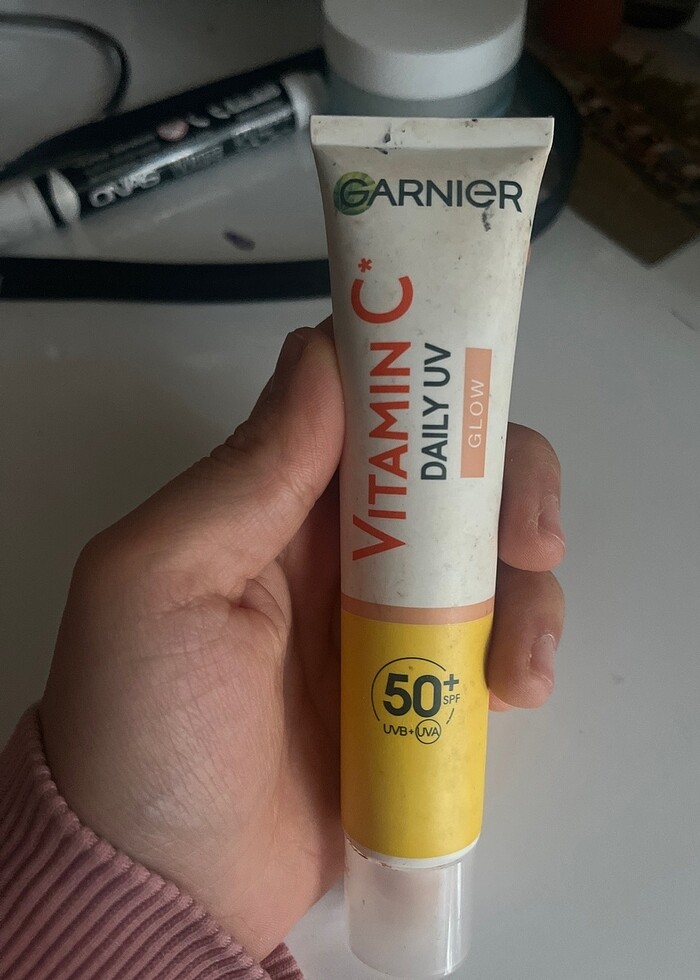 GARNIER
VITAMIN C*
DAILY UV
GLOW
50+
SPF
UVB+UVA